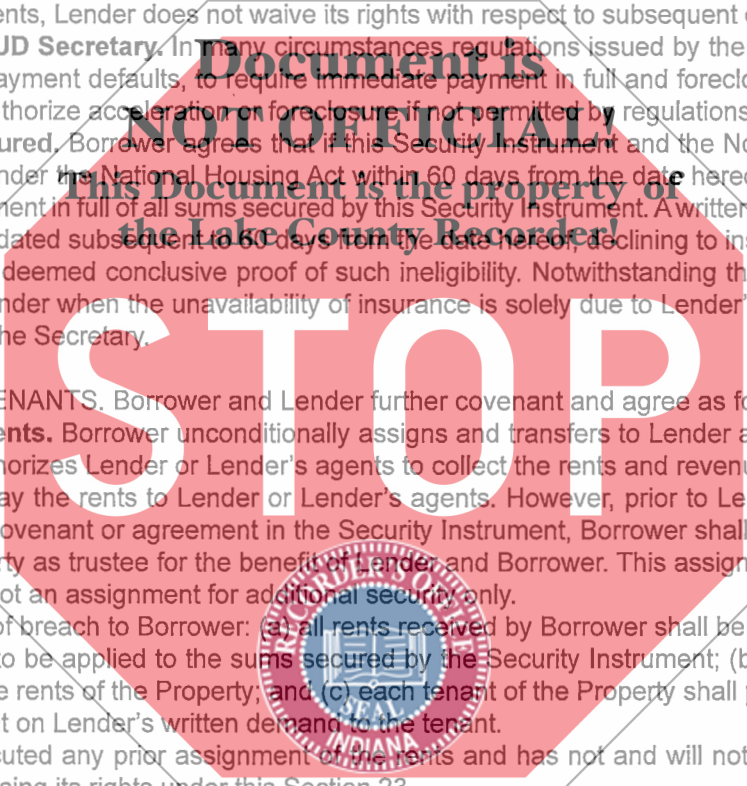 ents, Lender does not waive its rights with respect to subsequent
UD Secretary. In many circumstances regulations issued by the
ayment defaults, to require immediate payment in full and foreclo
thorize acceleration or foreclosure if not permitted by regulations
ured. Borrower agrees that if this Security Instrument and the No
nder the National Housing Act within 60 days from the date hereo
ment in full of all sums secured by this Security Instrument. A written
dated subsequent to 60 days from the date hereof, declining to ins
deemed conclusive proof of such ineligibility. Notwithstanding th
nder when the unavailability of insurance is solely due to Lender'
he Secretary.
ENANTS. Borrower and Lender further covenant and agree as fo
ents. Borrower unconditionally assigns and transfers to Lender a
horizes Lender or Lender's agents to collect the rents and revenu
ay the rents to Lender or Lender's agents. However, prior to Le
ovenant or agreement in the Security Instrument, Borrower shall
rty as trustee for the benefit of Lender and Borrower. This assign
ot an assignment for additional security only.
of breach to Borrower: (a) all rents received by Borrower shall be
to be applied to the sums secured by the Security Instrument; (b
e rents of the Property; and (c) each tenant of the Property shall
t on Lender's written demand to the tenant.
cuted any prior assignment of the rents and has not and will not
sing its rights under this Section 23
Document is
NOT OFFICIAL!
This Document is the property of
the Lake County Recorder!
STOP
RECORDER'S OFFICE
SEAL
INDIANA